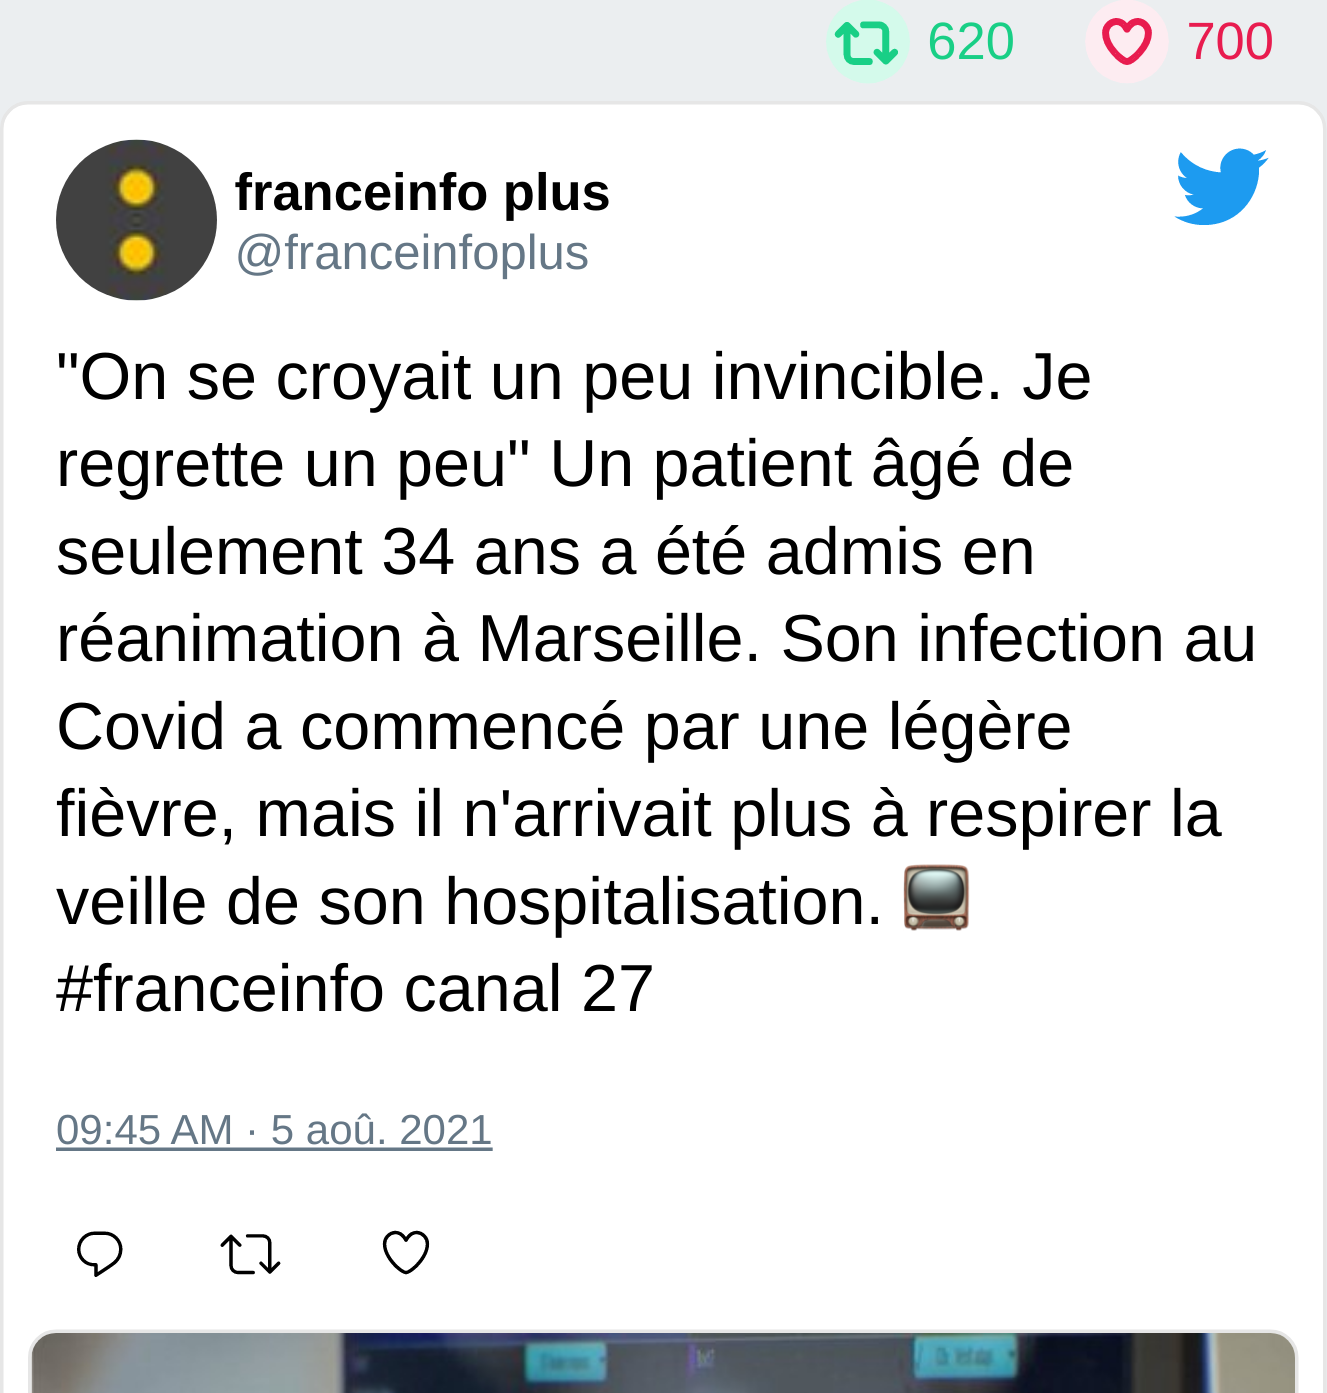 620 700
franceinfo plus
@franceinfoplus
"On se croyait un peu invincible. Je
regrette un peu" Un patient âgé de
seulement 34 ans a été admis en
réanimation à Marseille. Son infection au
Covid a commencé par une légère
fièvre, mais il n'arrivait plus à respirer la
veille de son hospitalisation. 📺
#franceinfo canal 27
09:45 AM · 5 aoû. 2021